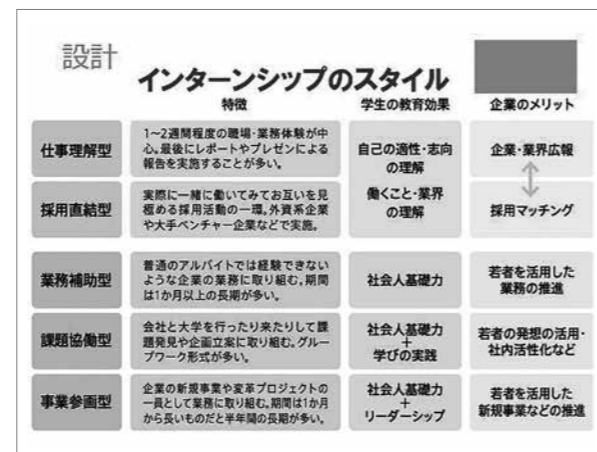 設計
インターンシップのスタイル
特徴
学生の教育効果
企業のメリット
仕事理解型
1~2週間程度の職場・業務体験が中
心。最後にレポートやプレゼンによる
報告を実施することが多い。
自己の適性・志向
の理解
企業・業界広報
採用直結型
実際に一緒に働いてみてお互いを見
極める採用活動の一環。外資系企業
や大手ベンチャー企業などで実施。
働くこと・業界
の理解
採用マッチング
業務補助型
普通のアルバイトでは経験できない
ような企業の業務に取り組む。期間
は1か月以上の長期が多い。
社会人基礎力
若者を活用した
業務の推進
課題協働型
会社と大学を行ったり来たりして課
題発見や企画立案に取り組む。グルー
プワーク形式が多い。
社会人基礎力
+
学びの実践
若者の発想の活用・
社内活性化など
事業参画型
企業の新規事業や変革プロジェクトの
一員として業務に取り組む。期間は1か月
から長いものだと半年間の長期が多い。
社会人基礎力
+
リーダーシップ
若者を活用した
新規事業などの推進